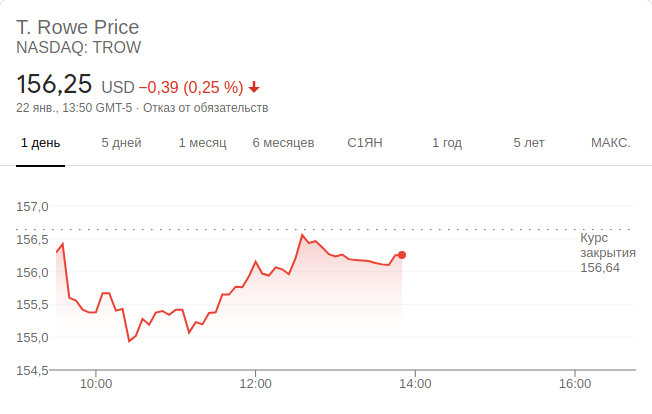 T. Rowe Price
NASDAQ: TROW
156,25 USD −0,39 (0,25 %)
22 янв., 13:50 GMT-5 · Отказ от обязательств
1 день 5 дней 1 месяц 6 месяцев С1ЯН 1 год 5 лет МАКС.
157,0
156,5
Курс
закрытия
156,64
156,0
155,5
155,0
154,5
10:00 12:00 14:00 16:00